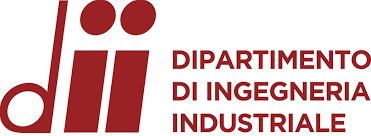 dii
DIPARTIMENTO
DI INGEGNERIA
INDUSTRIALE